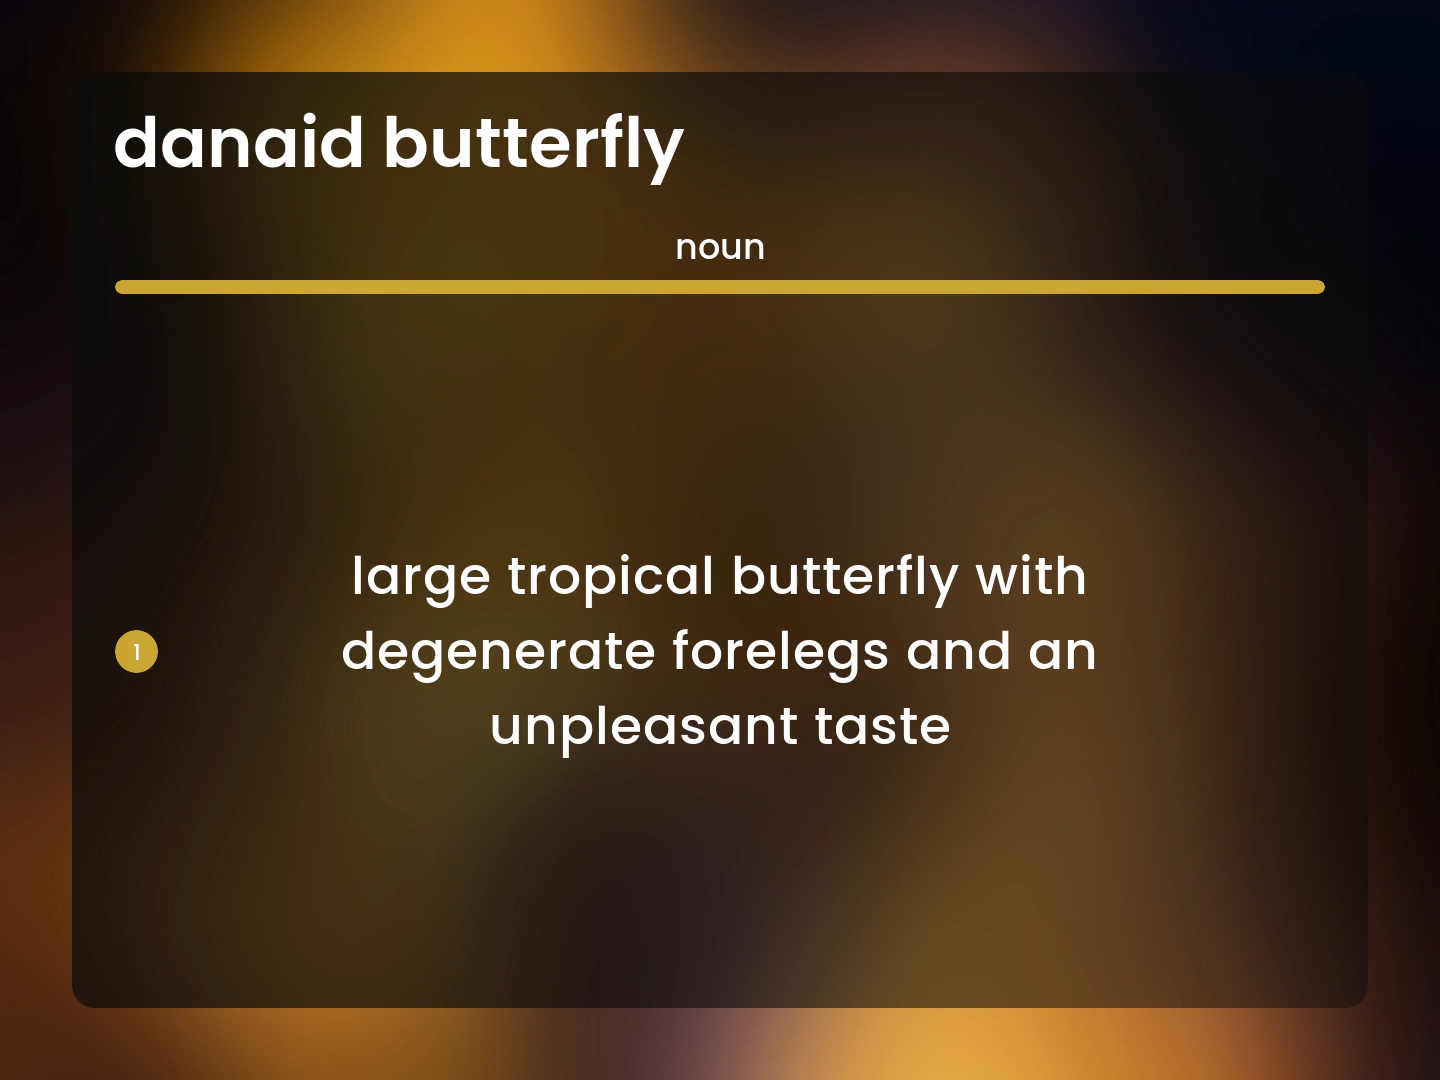 danaid butterfly
noun
large tropical butterfly with
1
degenerate forelegs and an
unpleasant taste